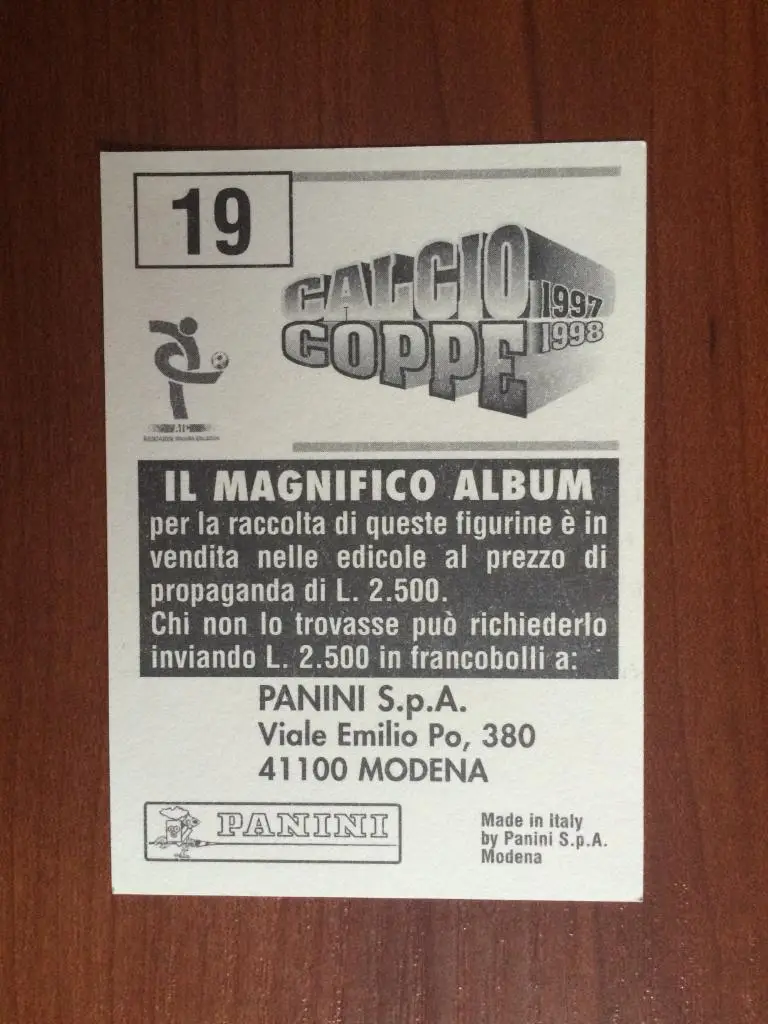 19
CALCIO
COPPE
1997
1998
IL MAGNIFICO ALBUM
per la raccolta di queste figurine è in
vendita nelle edicole al prezzo di
propaganda di L. 2.500.
Chi non lo trovasse può richiederlo
inviando L. 2.500 in francobolli a:
PANINI S.p.A.
Viale Emilio Po, 380
41100 MODENA
PANINI
Made in Italy
by Panini S.p.A.
Modena